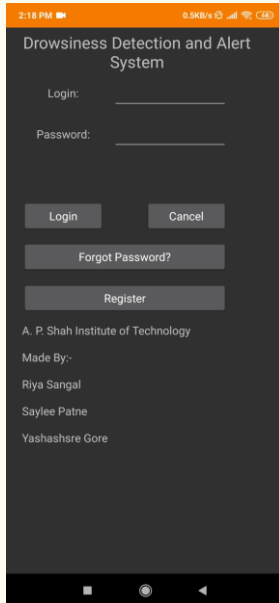 2:18 PM 0.5KB/s 44
Drowsiness Detection and Alert
System
Login:
Password:
Login Cancel
Forgot Password?
Register
A. P. Shah Institute of Technology
Made By:-
Riya Sangal
Saylee Patne
Yashashsre Gore